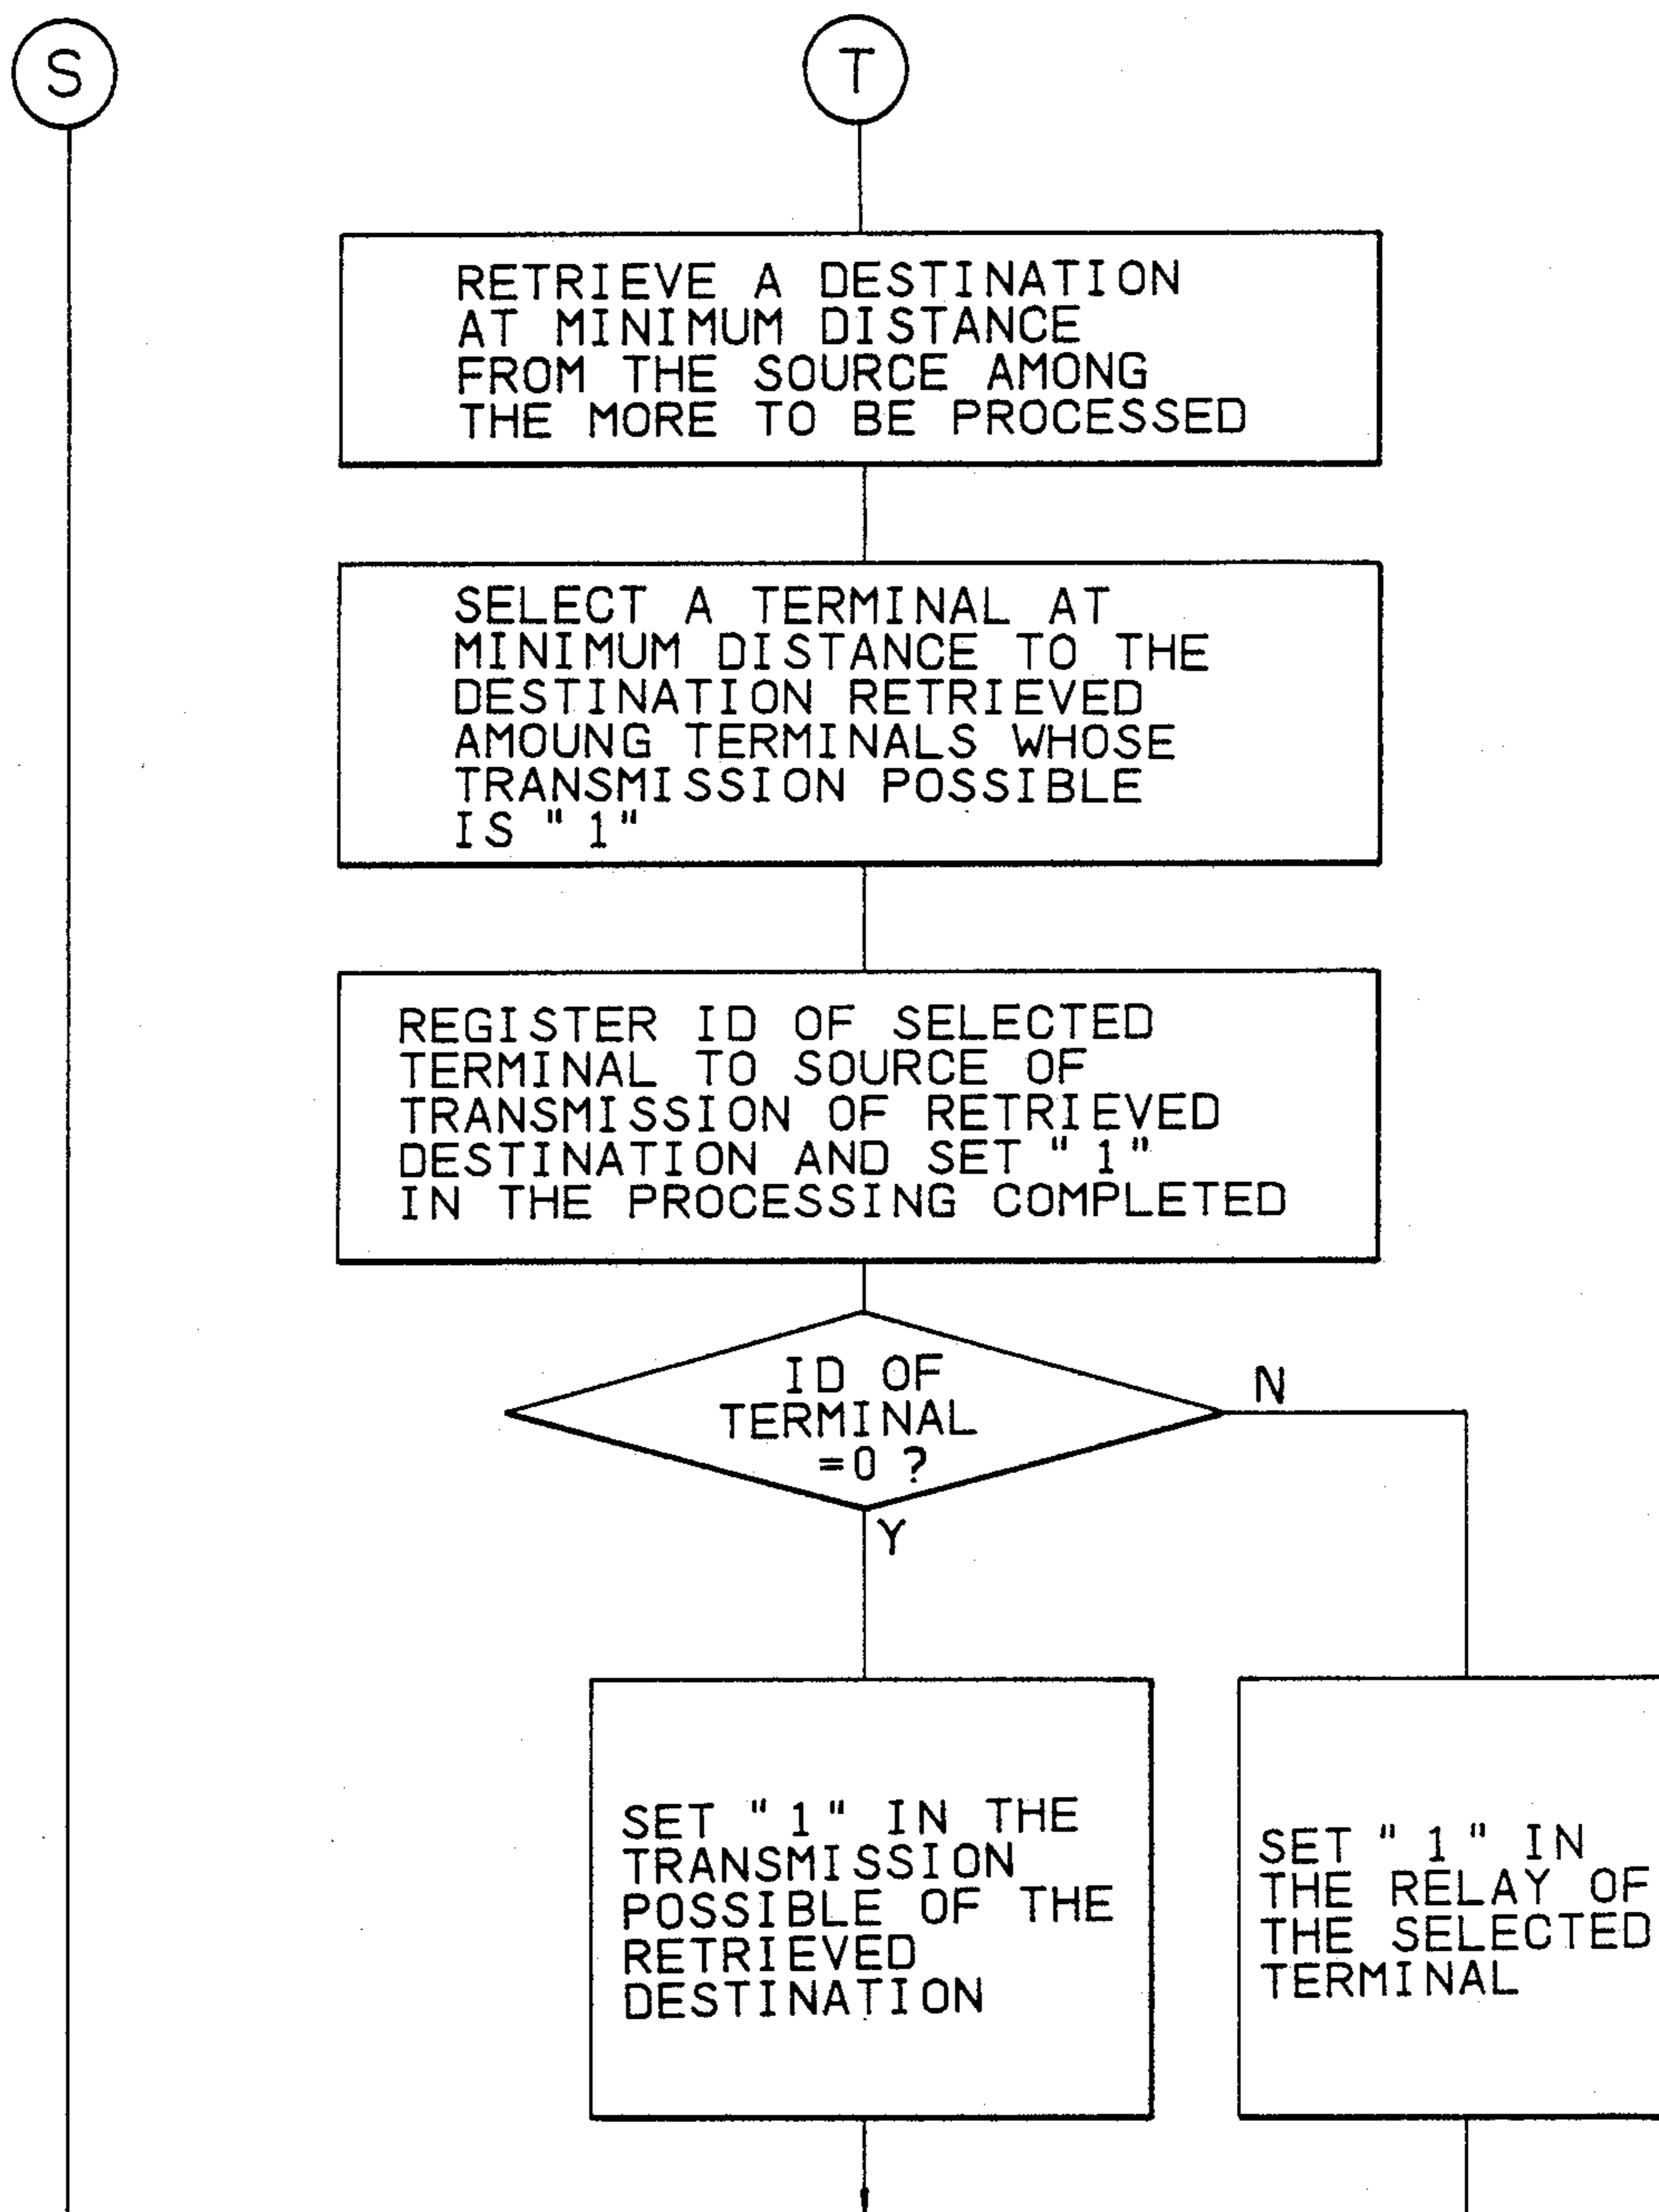 S
T
RETRIEVE A DESTINATION
AT MINIMUM DISTANCE
FROM THE SOURCE AMONG
THE MORE TO BE PROCESSED
SELECT A TERMINAL AT
MINIMUM DISTANCE TO THE
DESTINATION RETRIEVED
AMOUNG TERMINALS WHOSE
TRANSMISSION POSSIBLE
IS "1"
REGISTER ID OF SELECTED
TERMINAL TO SOURCE OF
TRANSMISSION OF RETRIEVED
DESTINATION AND SET "1"
IN THE PROCESSING COMPLETED
ID OF
TERMINAL
=0 ?
N
Y
SET "1" IN THE
TRANSMISSION
POSSIBLE OF THE
RETRIEVED
DESTINATION
SET "1" IN
THE RELAY OF
THE SELECTED
TERMINAL